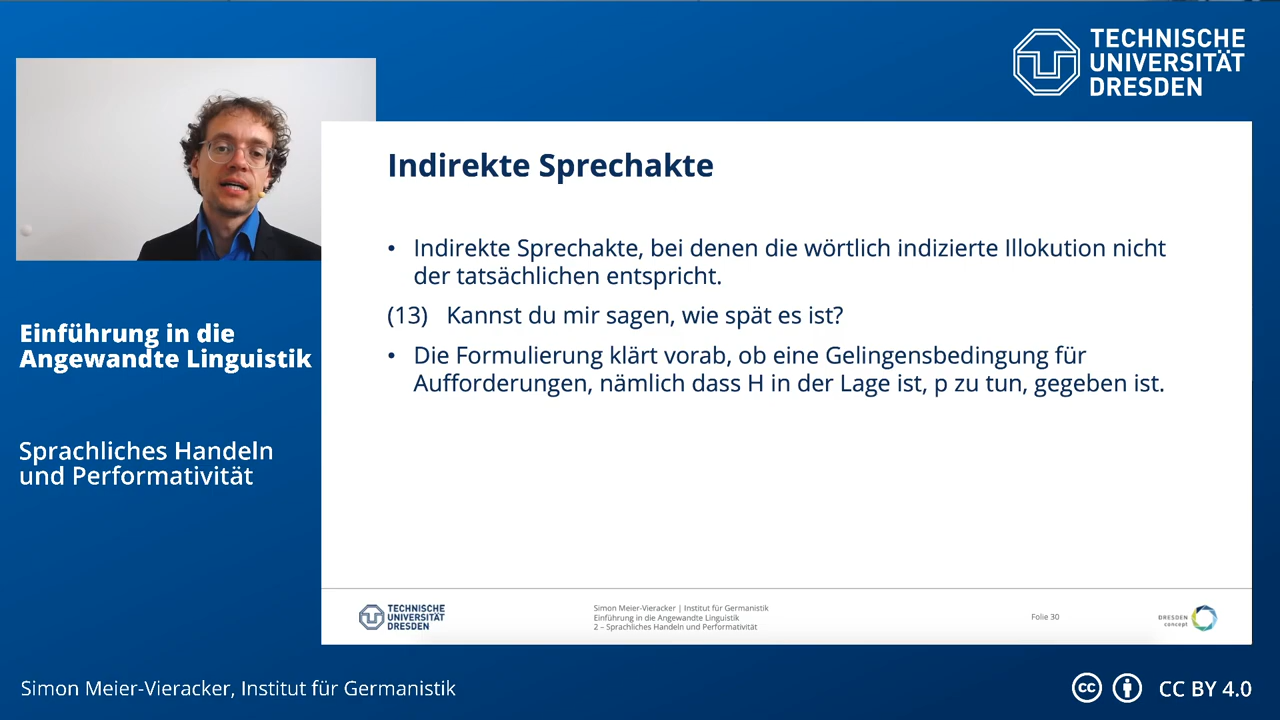 TECHNISCHE
UNIVERSITÄT
DRESDEN
Indirekte Sprechakte
• Indirekte Sprechakte, bei denen die wörtlich indizierte Illokution nicht
der tatsächlichen entspricht.
(13) Kannst du mir sagen, wie spät es ist?
• Die Formulierung klärt vorab, ob eine Gelingensbedingung für
Aufforderungen, nämlich dass H in der Lage ist, p zu tun, gegeben ist.
Einführung in die
Angewandte Linguistik
Sprachliches Handeln
und Performativität
TECHNISCHE
UNIVERSITÄT
DRESDEN
Simon Meier-Vieracker | Institut für Germanistik
Einführung in die Angewandte Linguistik
2 – Sprachliches Handeln und Performativität
Folie 30
DRESDEN
concept
Simon Meier-Vieracker, Institut für Germanistik
cc CC BY 4.0